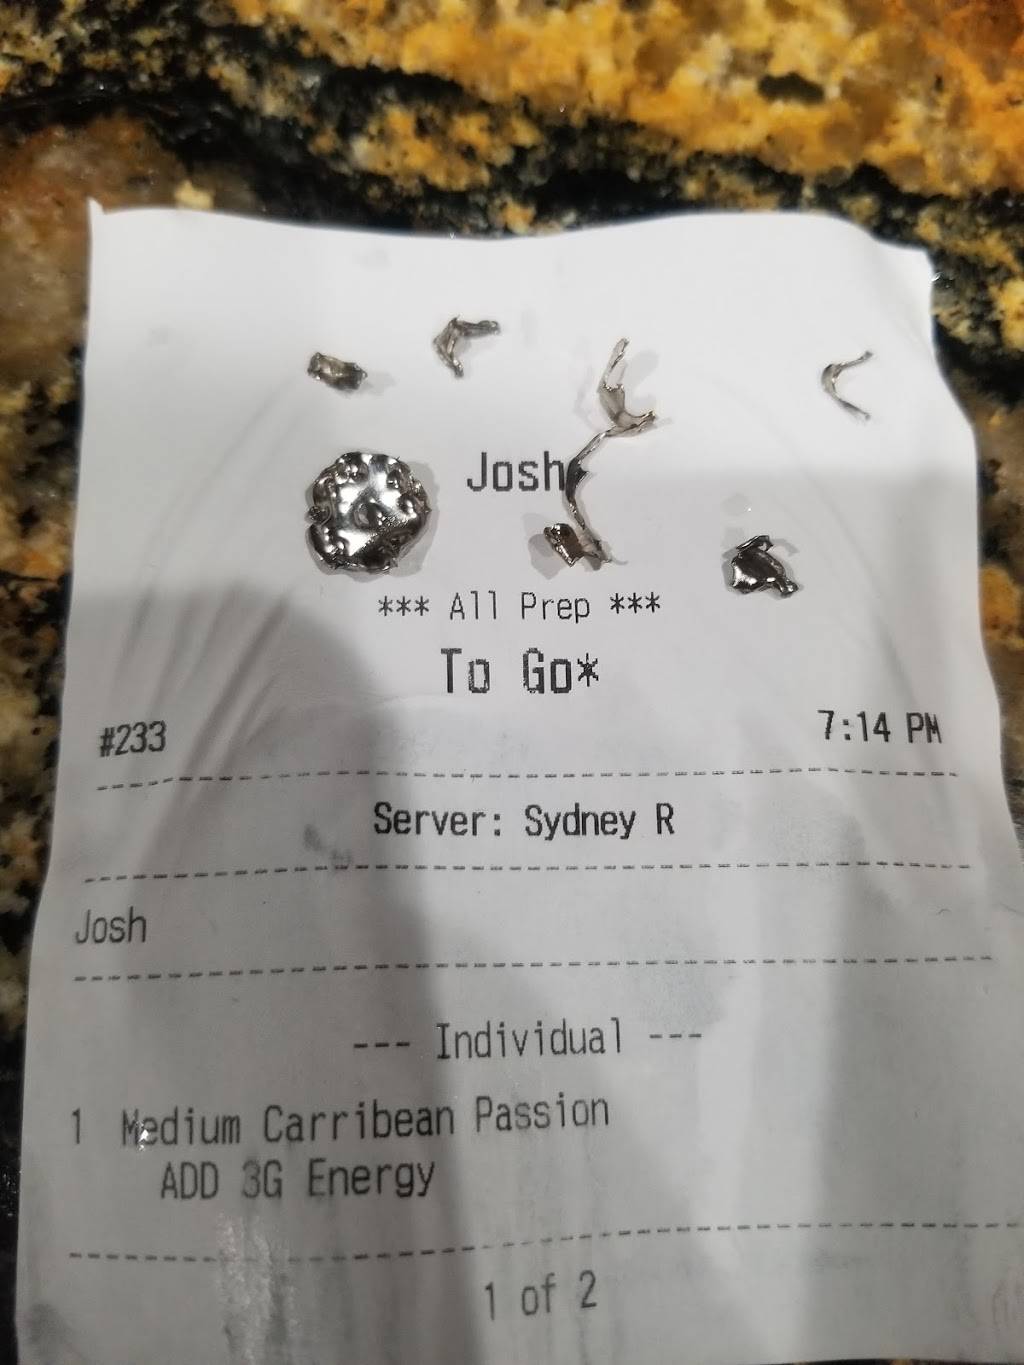 Josh
*** All Prep ***
To Go*
#233 7:14 PM
Server: Sydney R
Josh
--- Individual ---
1 Medium Carribean Passion
ADD 3G Energy
1 of 2